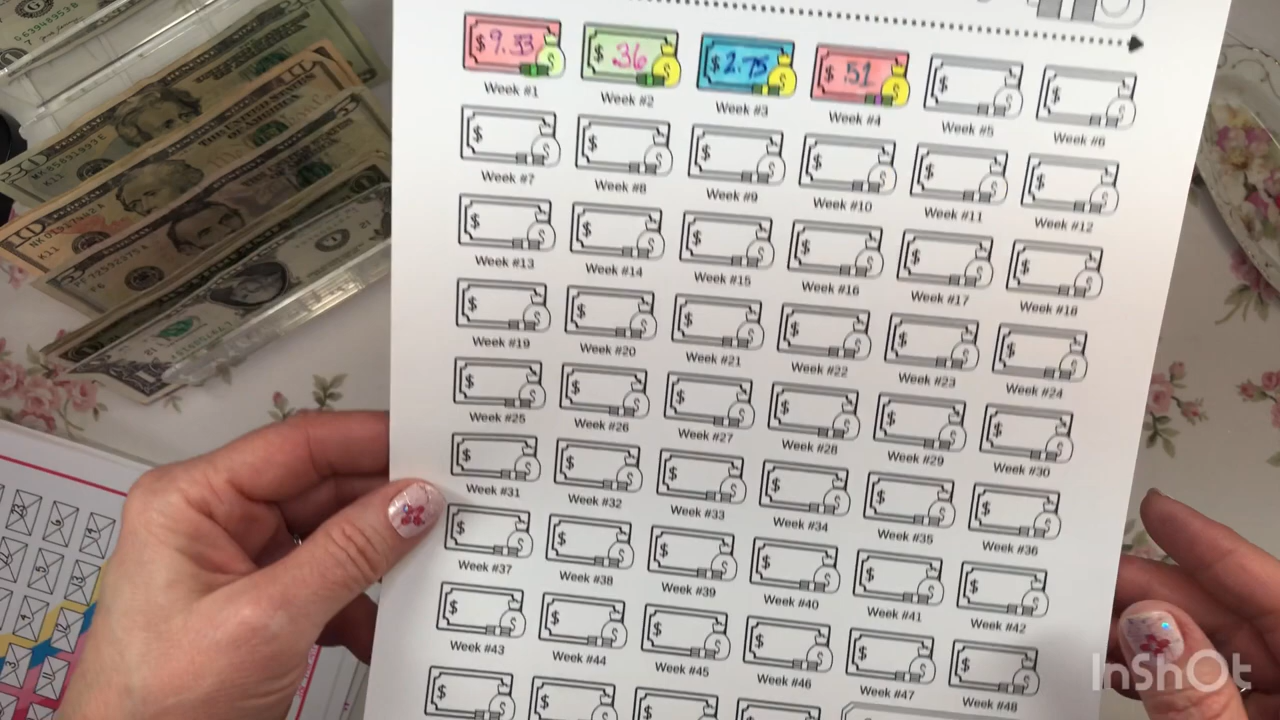 $9.33 $.36 $2.75 $.51 $ $
Week #1 Week #2 Week #3 Week #4 Week #5 Week #6
$ $ $ $ $ $
Week #7 Week #8 Week #9 Week #10 Week #11 Week #12
$ $ $ $ $ $
Week #13 Week #14 Week #15 Week #16 Week #17 Week #18
$ $ $ $ $ $
Week #19 Week #20 Week #21 Week #22 Week #23 Week #24
$ $ $ $ $ $
Week #25 Week #26 Week #27 Week #28 Week #29 Week #30
$ $ $ $ $ $
Week #31 Week #32 Week #33 Week #34 Week #35 Week #36
$ $ $ $ $ $
Week #37 Week #38 Week #39 Week #40 Week #41 Week #42
$ $ $ $ $ $
Week #43 Week #44 Week #45 Week #46 Week #47 Week #48
$ $ $ $
InShOt